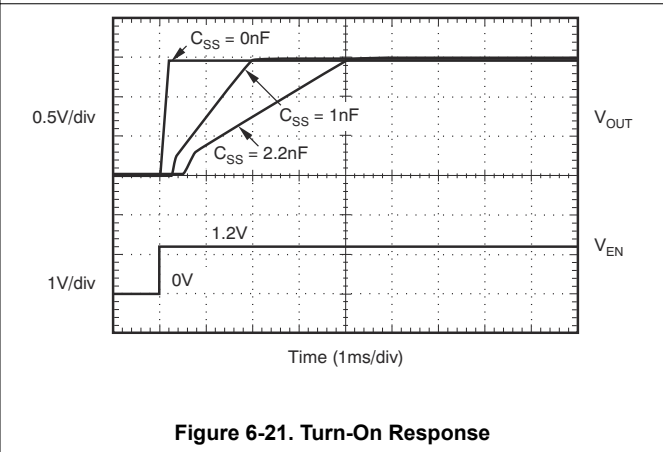 C_SS = 0nF
0.5V/div
C_SS = 1nF
V_OUT
C_SS = 2.2nF
1.2V
V_EN
1V/div
0V
Time (1ms/div)
Figure 6-21. Turn-On Response